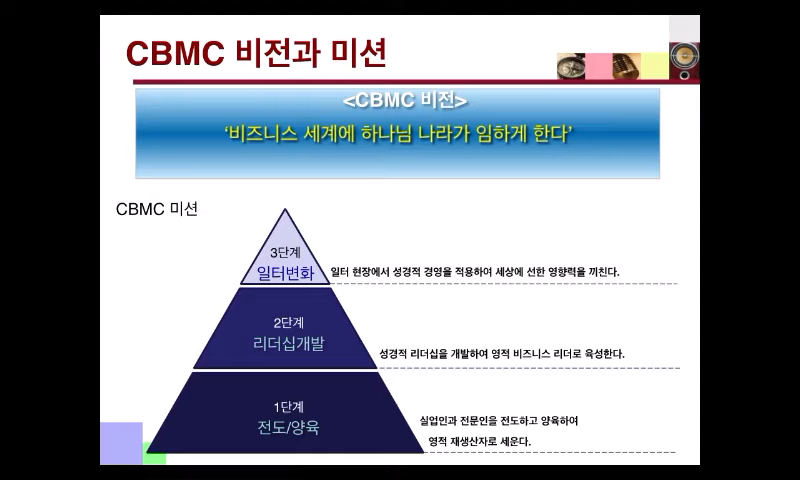 CBMC 비전과 미션
<CBMC 비전>
‘비즈니스 세계에 하나님 나라가 임하게 한다’
CBMC 미션
3단계
일터변화
일터 현장에서 성경적 경영을 적용하여 세상에 선한 영향력을 끼친다.
2단계
리더십개발
성경적 리더십을 개발하여 영적 비즈니스 리더로 육성한다.
1단계
전도/양육
실업인과 전문인을 전도하고 양육하여
영적 재생산자로 세운다.